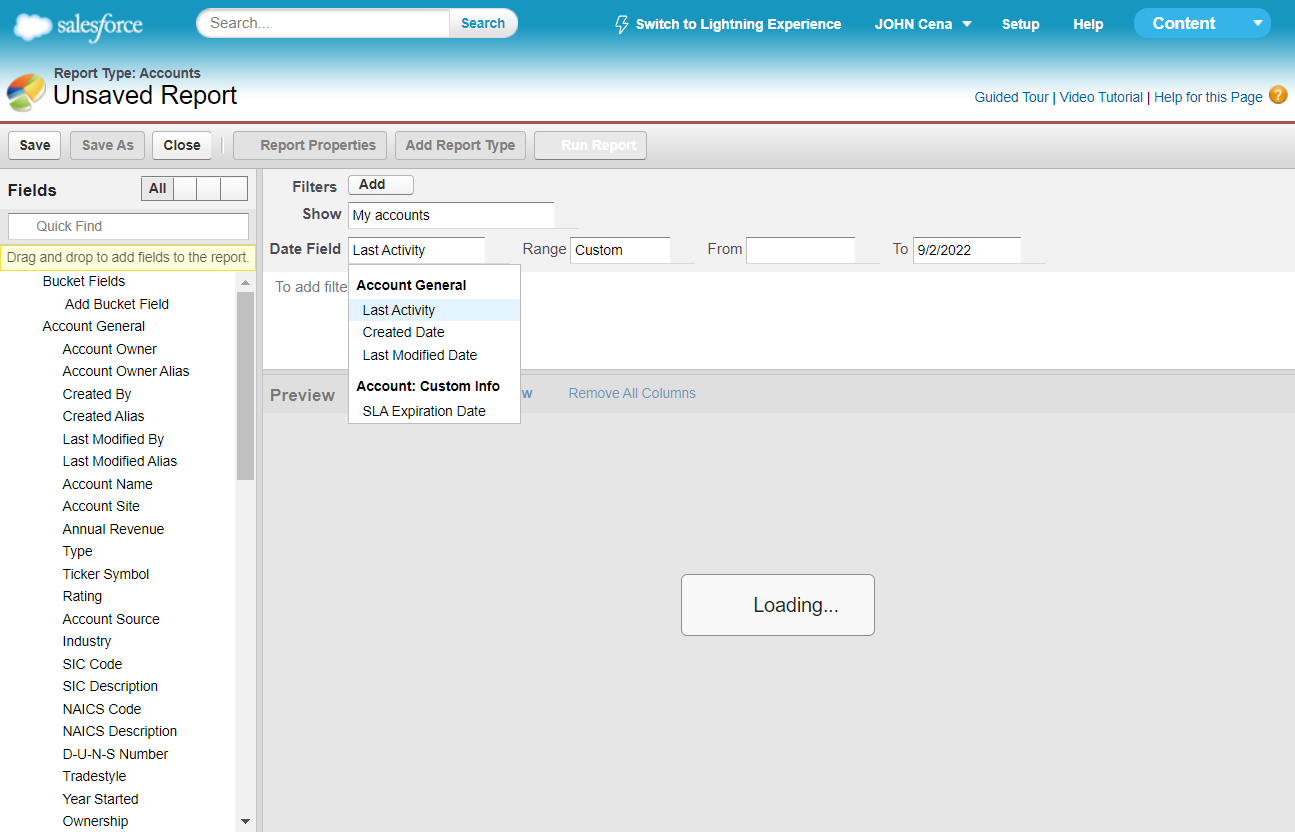 salesforce
Search...
Search
Switch to Lightning Experience
JOHN Cena
Setup
Help
Content
Report Type: Accounts
Unsaved Report
Guided Tour | Video Tutorial | Help for this Page
?
Save
Save As
Close
Report Properties
Add Report Type
Run Report
Fields
All
Quick Find
Drag and drop to add fields to the report.
Bucket Fields
Add Bucket Field
Account General
Account Owner
Account Owner Alias
Created By
Created Alias
Last Modified By
Last Modified Alias
Account Name
Account Site
Annual Revenue
Type
Ticker Symbol
Rating
Account Source
Industry
SIC Code
SIC Description
NAICS Code
NAICS Description
D-U-N-S Number
Tradestyle
Year Started
Ownership
Filters
Add
Show
My accounts
Date Field
Last Activity
Range
Custom
From
To
9/2/2022
To add filte
Account General
Last Activity
Created Date
Last Modified Date
Account: Custom Info
SLA Expiration Date
Preview
w
Remove All Columns
Loading...